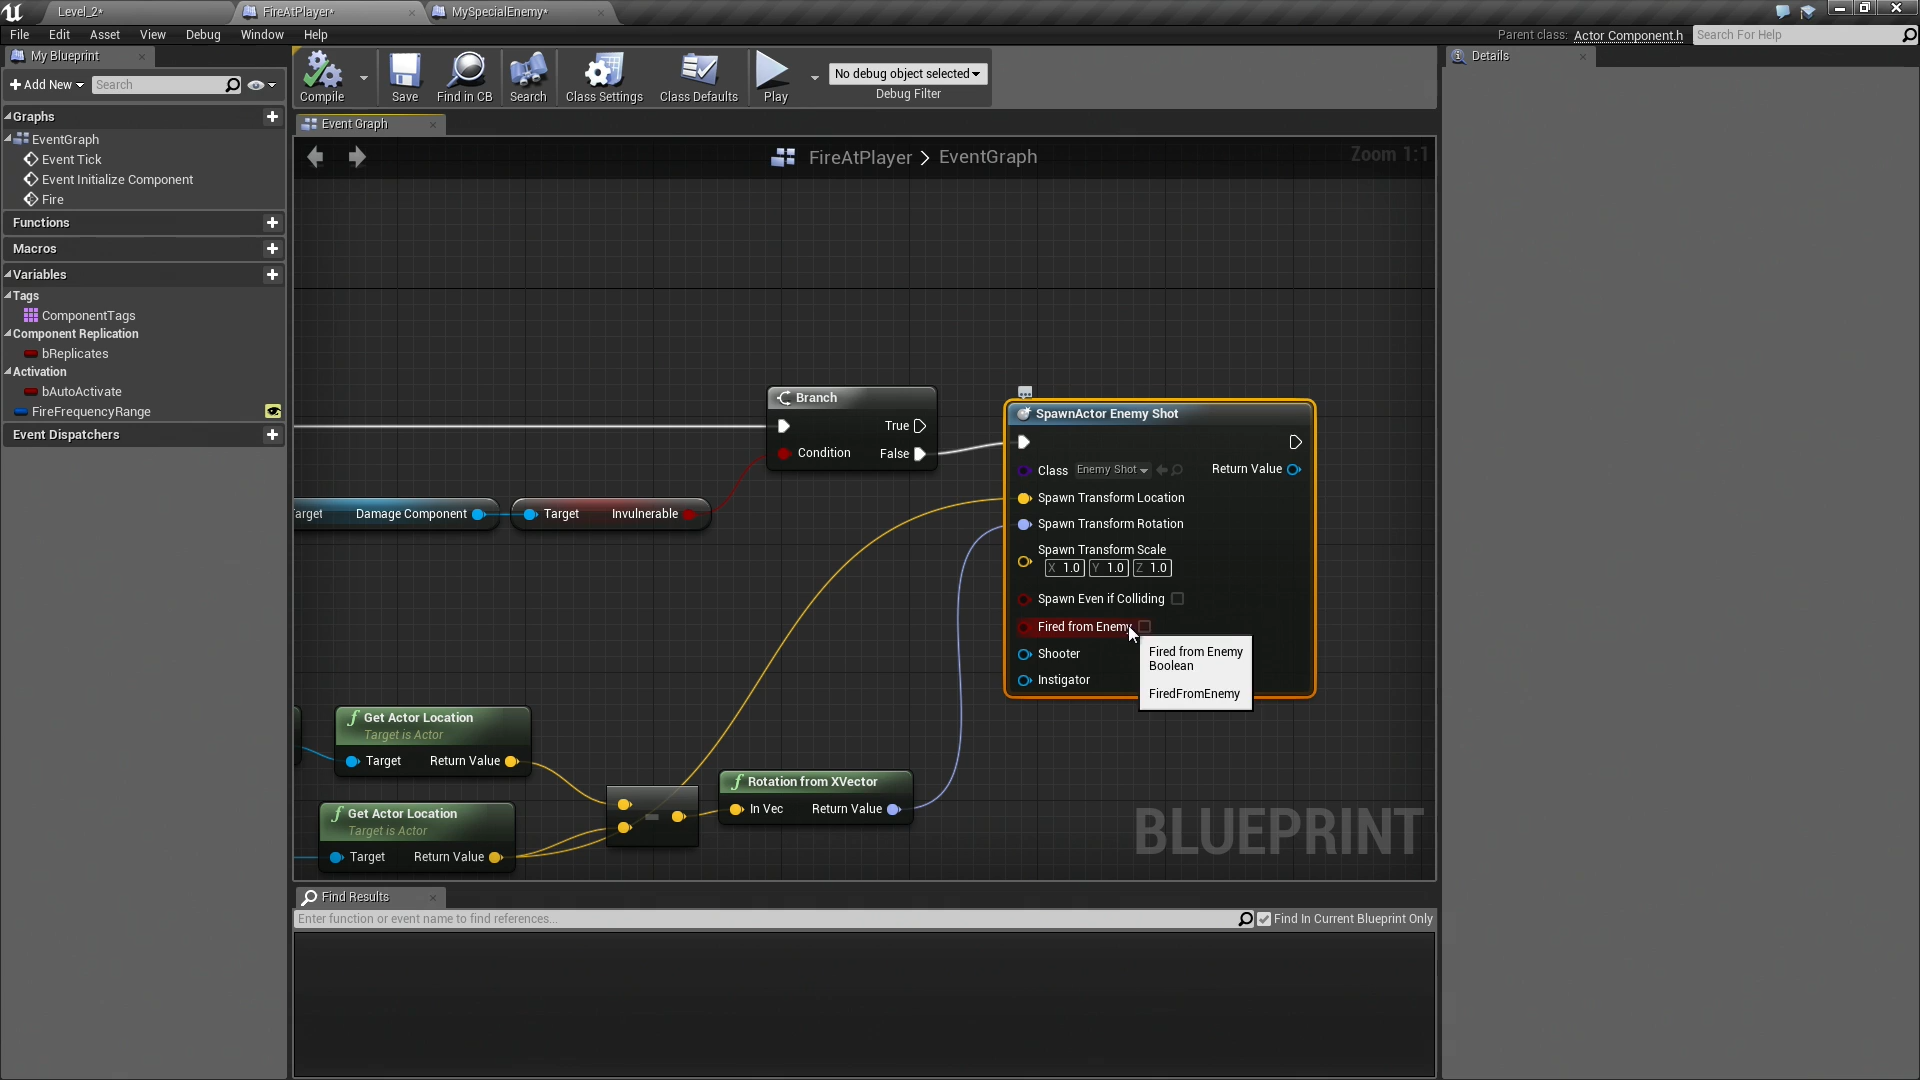 Level_2*
FireAtPlayer*
MySpecialEnemy*
File Edit Asset View Debug Window Help
Parent class: Actor Component.h
Search For Help
My Blueprint
Add New
Search
Compile
Save
Find in CB
Search
Class Settings
Class Defaults
Play
No debug object selected
Debug Filter
Details
Graphs
EventGraph
Event Tick
Event Initialize Component
Fire
Functions
Macros
Variables
Tags
ComponentTags
Component Replication
bReplicates
Activation
bAutoActivate
FireFrequencyRange
Event Dispatchers
Event Graph
FireAtPlayer > EventGraph
Zoom 1:1
Branch
True
Condition False
arget Damage Component
Target Invulnerable
SpawnActor Enemy Shot
Class Enemy Shot Return Value
Spawn Transform Location
Spawn Transform Rotation
Spawn Transform Scale
X 1.0 Y 1.0 Z 1.0
Spawn Even if Colliding
Fired from Enemy
Shooter
Instigator
Fired from Enemy
Boolean
FiredFromEnemy
f Get Actor Location
Target is Actor
Target Return Value
f Get Actor Location
Target is Actor
Target Return Value
f Rotation from XVector
In Vec Return Value
BLUEPRINT
Find Results
Enter function or event name to find references...
Find In Current Blueprint Only